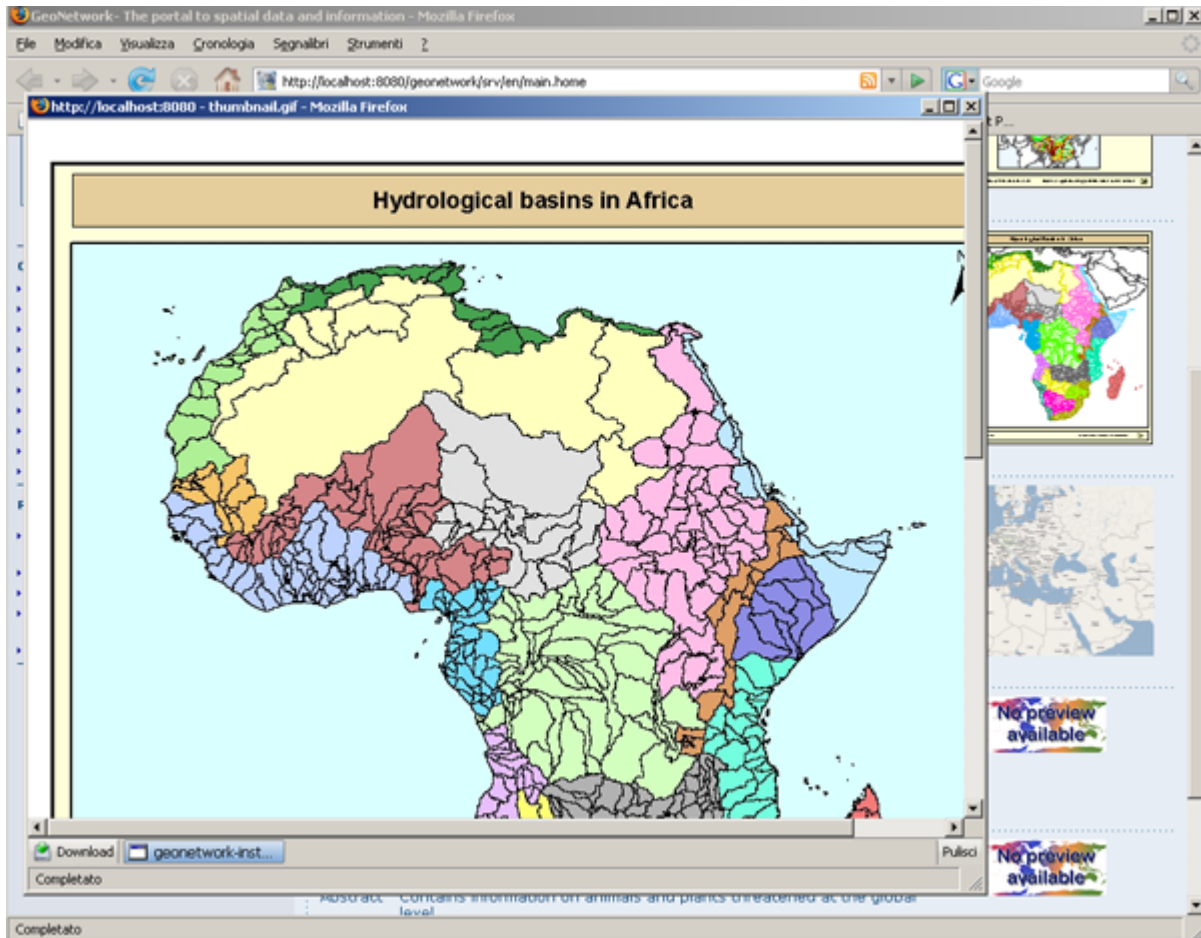 GeoNetwork- The portal to spatial data and information - Mozilla Firefox
File Modifica Visualizza Cronologia Segnalibri Strumenti ?
http://localhost:8080/geonetwork/srv/en/main.home
Google
http://localhost:8080 - thumbnail.gif - Mozilla Firefox
t P...
Hydrological basins in Africa
No preview
available
No preview
available
Download geonetwork-inst... Pulisci
Completato
Abstract Contains information on animals and plants threatened at the global
level
Completato